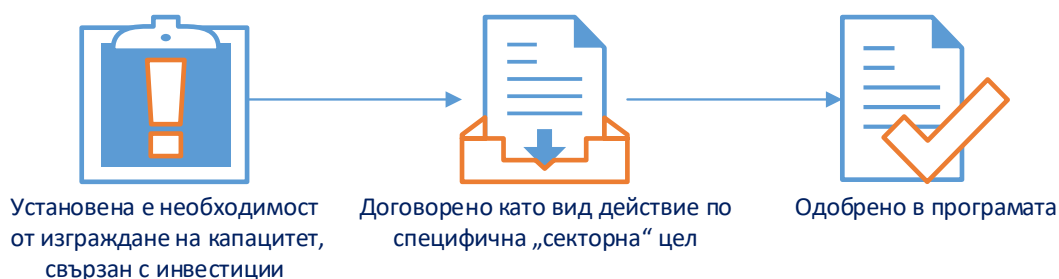 Установена е необходимост
от изграждане на капацитет,
свързан с инвестиции
Договорено като вид действие по
специфична „секторна“ цел
Одобрено в програмата